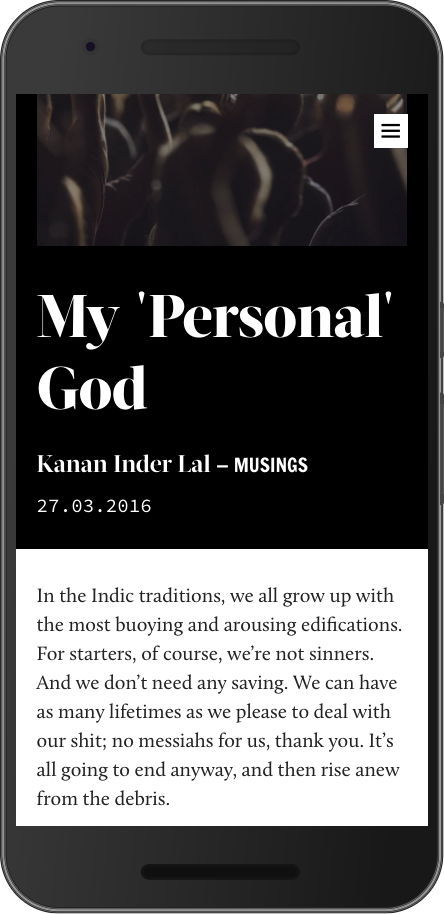 My 'Personal'
God
Kanan Inder Lal – MUSINGS
27.03.2016
In the Indic traditions, we all grow up with
the most buoying and arousing edifications.
For starters, of course, we’re not sinners.
And we don’t need any saving. We can have
as many lifetimes as we please to deal with
our shit; no messiahs for us, thank you. It’s
all going to end anyway, and then rise anew
from the debris.